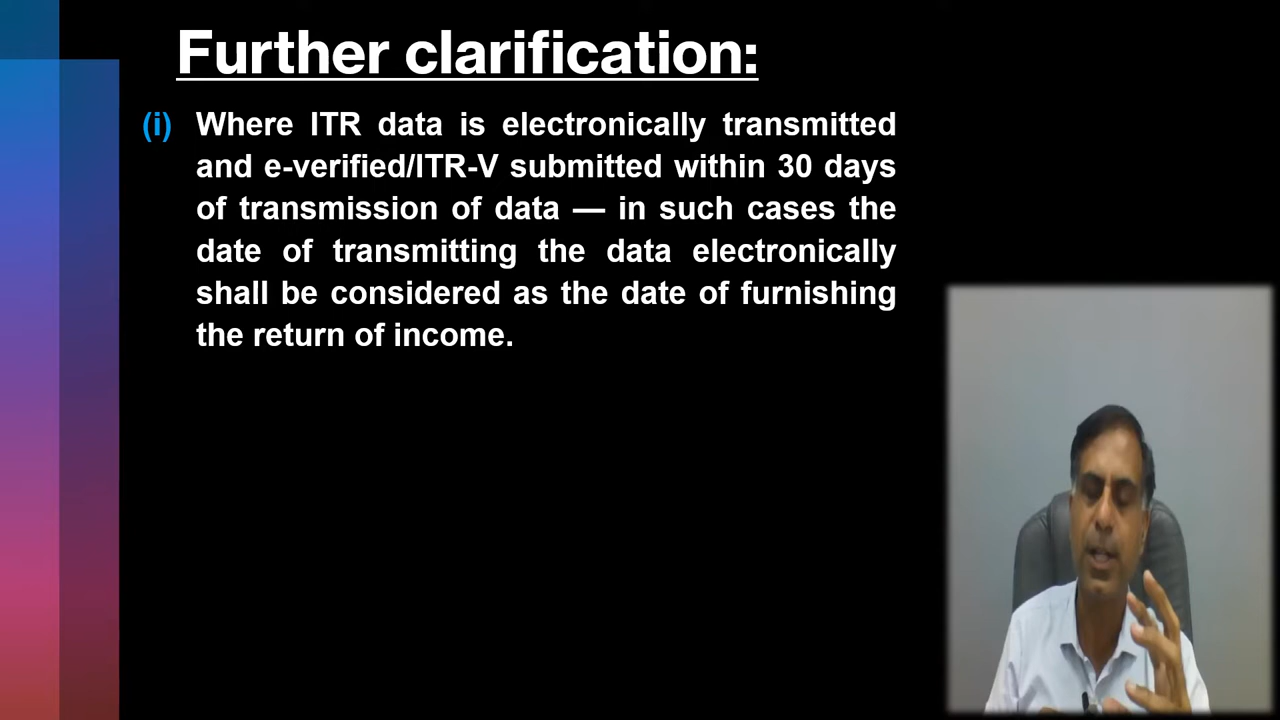 Further clarification:
(i) Where ITR data is electronically transmitted
and e-verified/ITR-V submitted within 30 days
of transmission of data — in such cases the
date of transmitting the data electronically
shall be considered as the date of furnishing
the return of income.